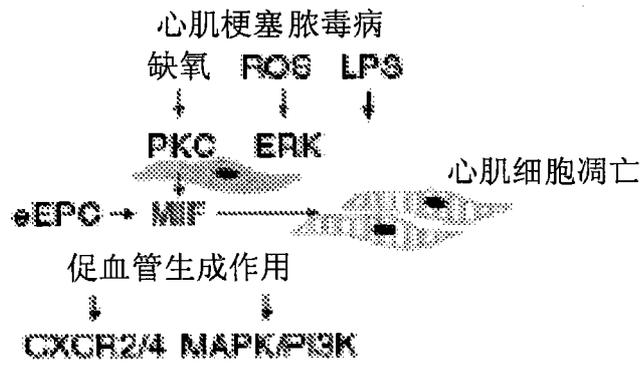 心肌梗塞脓毒病
缺氧 ROS LPS
PKC ERK
心肌细胞凋亡
eEPC MIF
促血管生成作用
CXCR2/4 MAPK/PI3K